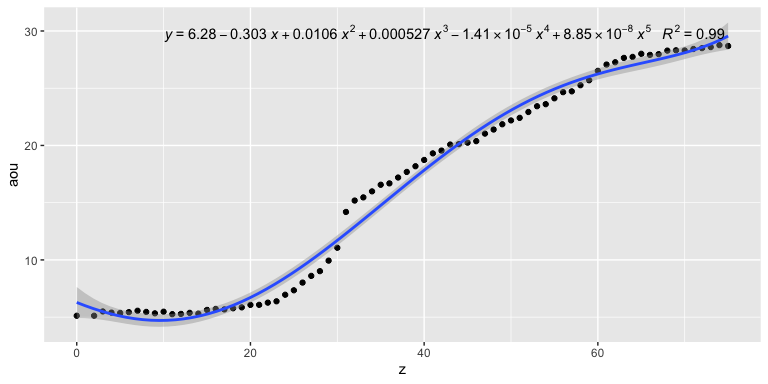 y = 6.28 − 0.303 x + 0.0106 x² + 0.000527 x³ − 1.41 × 10⁻⁵ x⁴ + 8.85 × 10⁻⁸ x⁵ R² = 0.99
30
20
10
aou
0 20 40 60
z